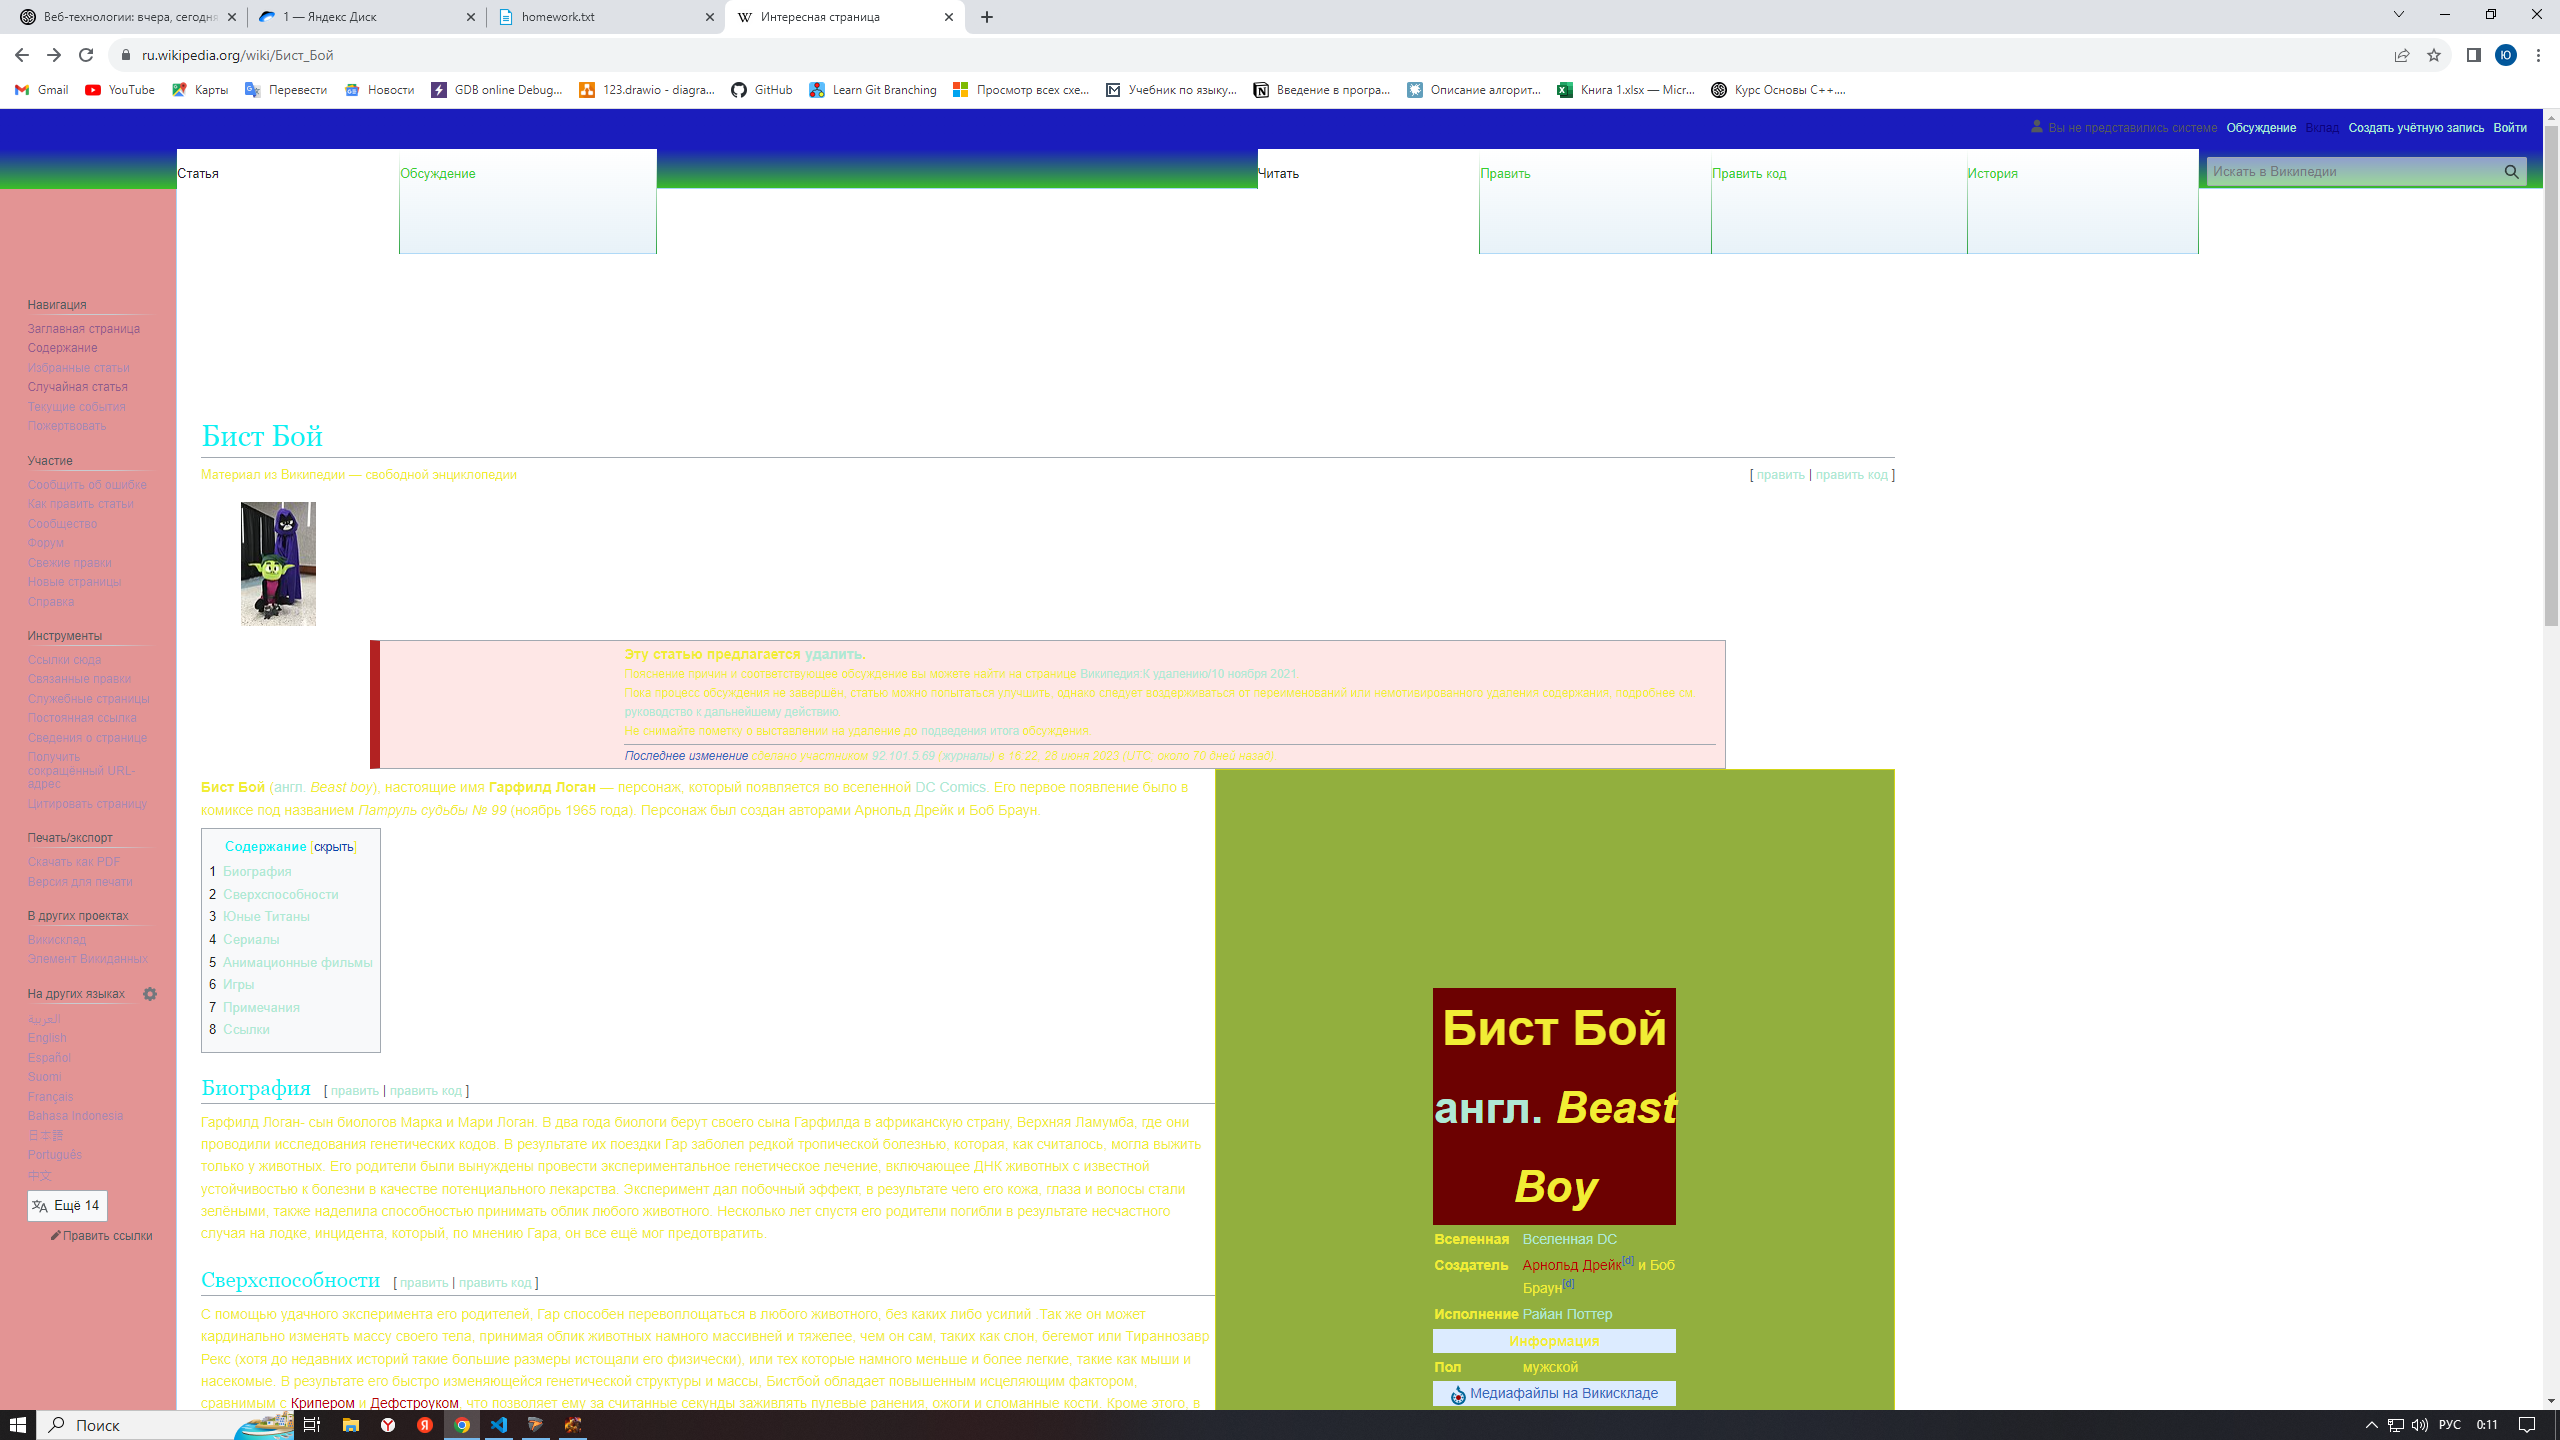 Веб-технологии: вчера, сегодня
1 — Яндекс Диск
homework.txt
Интересная страница
ru.wikipedia.org/wiki/Бист_Бой
Ю
Gmail
YouTube
Карты
Перевести
Новости
GDB online Debug...
123.drawio - diagra...
GitHub
Learn Git Branching
Просмотр всех схе...
Учебник по языку...
Введение в програ...
Описание алгорит...
Книга 1.xlsx — Micr...
Курс Основы C++....
Вы не представились системе Обсуждение Вклад Создать учётную запись Войти
Статья
Обсуждение
Читать
Править
Править код
История
Искать в Википедии
Навигация
Заглавная страница
Содержание
Избранные статьи
Случайная статья
Текущие события
Пожертвовать
Участие
Сообщить об ошибке
Как править статьи
Сообщество
Форум
Свежие правки
Новые страницы
Справка
Инструменты
Ссылки сюда
Связанные правки
Служебные страницы
Постоянная ссылка
Сведения о странице
Получить
сокращённый URL-
адрес
Цитировать страницу
Печать/экспорт
Скачать как PDF
Версия для печати
В других проектах
Викисклад
Элемент Викиданных
На других языках
العربية
English
Español
Suomi
Français
Bahasa Indonesia
日本語
Português
中文
Ещё 14
Править ссылки
Бист Бой
Материал из Википедии — свободной энциклопедии
[ править | править код ]
Эту статью предлагается удалить.
Пояснение причин и соответствующее обсуждение вы можете найти на странице Википедия:К удалению/10 ноября 2021.
Пока процесс обсуждения не завершён, статью можно попытаться улучшить, однако следует воздерживаться от переименований или немотивированного удаления содержания, подробнее см.
руководство к дальнейшему действию.
Не снимайте пометку о выставлении на удаление до подведения итога обсуждения.
Последнее изменение сделано участником 92.101.5.69 (журналы) в 16:22, 26 июня 2023 (UTC; около 70 дней назад).
Бист Бой (англ. Beast boy), настоящие имя Гарфилд Логан — персонаж, который появляется во вселенной DC Comics. Его первое появление было в
комиксе под названием Патруль судьбы № 99 (ноябрь 1965 года). Персонаж был создан авторами Арнольд Дрейк и Боб Браун.
Содержание [скрыть]
1 Биография
2 Сверхспособности
3 Юные Титаны
4 Сериалы
5 Анимационные фильмы
6 Игры
7 Примечания
8 Ссылки
Биография [ править | править код ]
Гарфилд Логан- сын биологов Марка и Мари Логан. В два года биологи берут своего сына Гарфилда в африканскую страну, Верхняя Ламумба, где они
проводили исследования генетических кодов. В результате их поездки Гар заболел редкой тропической болезнью, которая, как считалось, могла выжить
только у животных. Его родители были вынуждены провести экспериментальное генетическое лечение, включающее ДНК животных с известной
устойчивостью к болезни в качестве потенциального лекарства. Эксперимент дал побочный эффект, в результате чего его кожа, глаза и волосы стали
зелёными, также наделила способностью принимать облик любого животного. Несколько лет спустя его родители погибли в результате несчастного
случая на лодке, инцидента, который, по мнению Гара, он все ещё мог предотвратить.
Сверхспособности [ править | править код ]
С помощью удачного эксперимента его родителей, Гар способен перевоплощаться в любого животного, без каких либо усилий .Так же он может
кардинально изменять массу своего тела, принимая облик животных намного массивней и тяжелее, чем он сам, таких как слон, бегемот или Тираннозавр
Рекс (хотя до недавних историй такие большие размеры истощали его физически), или тех которые намного меньше и более легкие, такие как мыши и
насекомые. В результате его быстро изменяющейся генетической структуры и массы, Бистбой обладает повышенным исцеляющим фактором,
сравнимым с Крипером и Дефстроуком, что позволяет ему за считанные секунды заживлять пулевые ранения, ожоги и сломанные кости. Кроме этого, в
Бист Бой
англ. Beast
Boy
Вселенная Вселенная DC
Создатель Арнольд Дрейк[d] и Боб
Браун[d]
Исполнение Райан Поттер
Информация
Пол мужской
Медиафайлы на Викискладе
Поиск
РУС
0:11